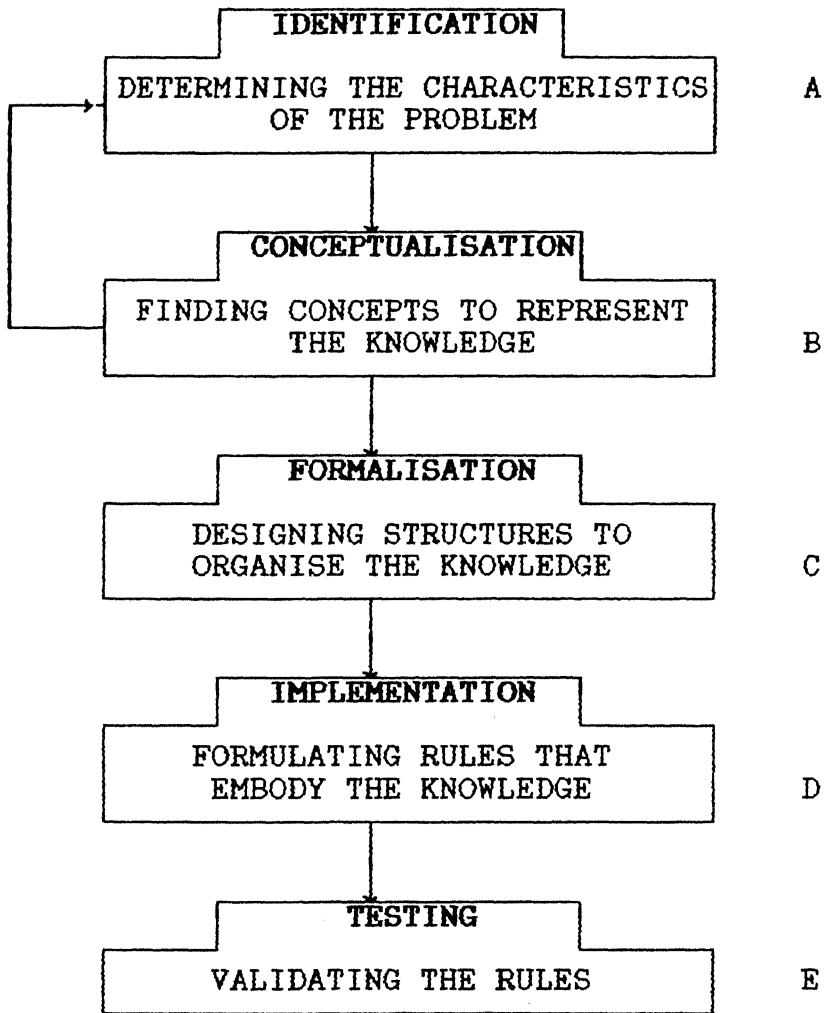 IDENTIFICATION
DETERMINING THE CHARACTERISTICS
OF THE PROBLEM
A
CONCEPTUALISATION
FINDING CONCEPTS TO REPRESENT
THE KNOWLEDGE
B
FORMALISATION
DESIGNING STRUCTURES TO
ORGANISE THE KNOWLEDGE
C
IMPLEMENTATION
FORMULATING RULES THAT
EMBODY THE KNOWLEDGE
D
TESTING
VALIDATING THE RULES
E